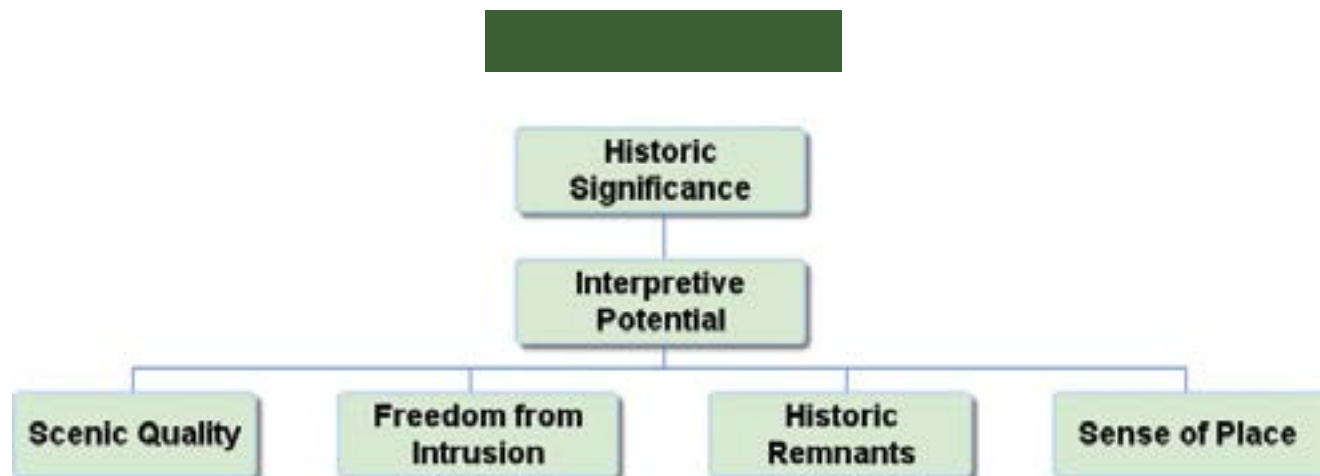 Historic
Significance
Interpretive
Potential
Scenic Quality
Freedom from
Intrusion
Historic
Remnants
Sense of Place